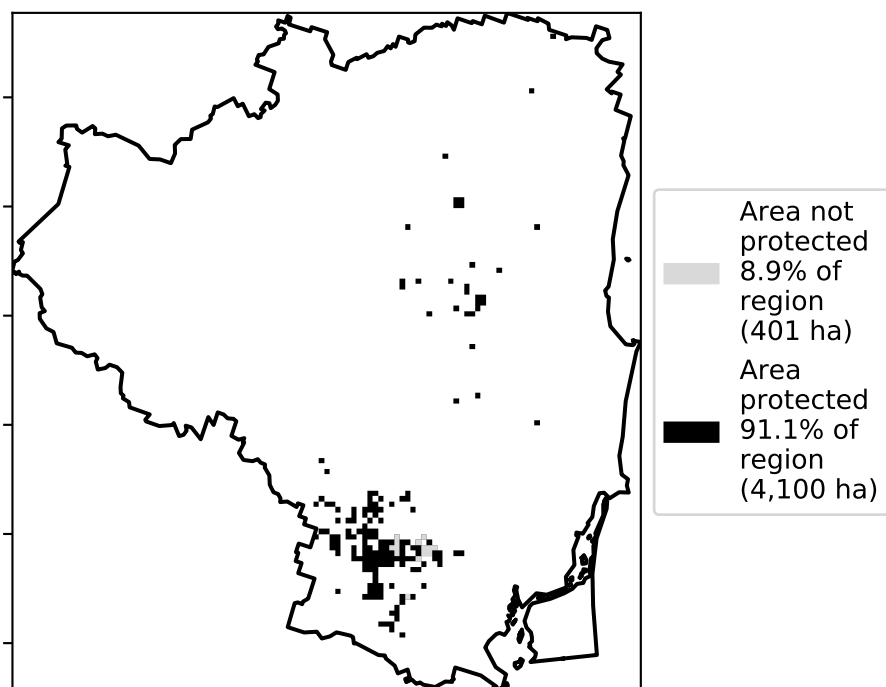 Area not
protected
8.9% of
region
(401 ha)
Area
protected
91.1% of
region
(4,100 ha)